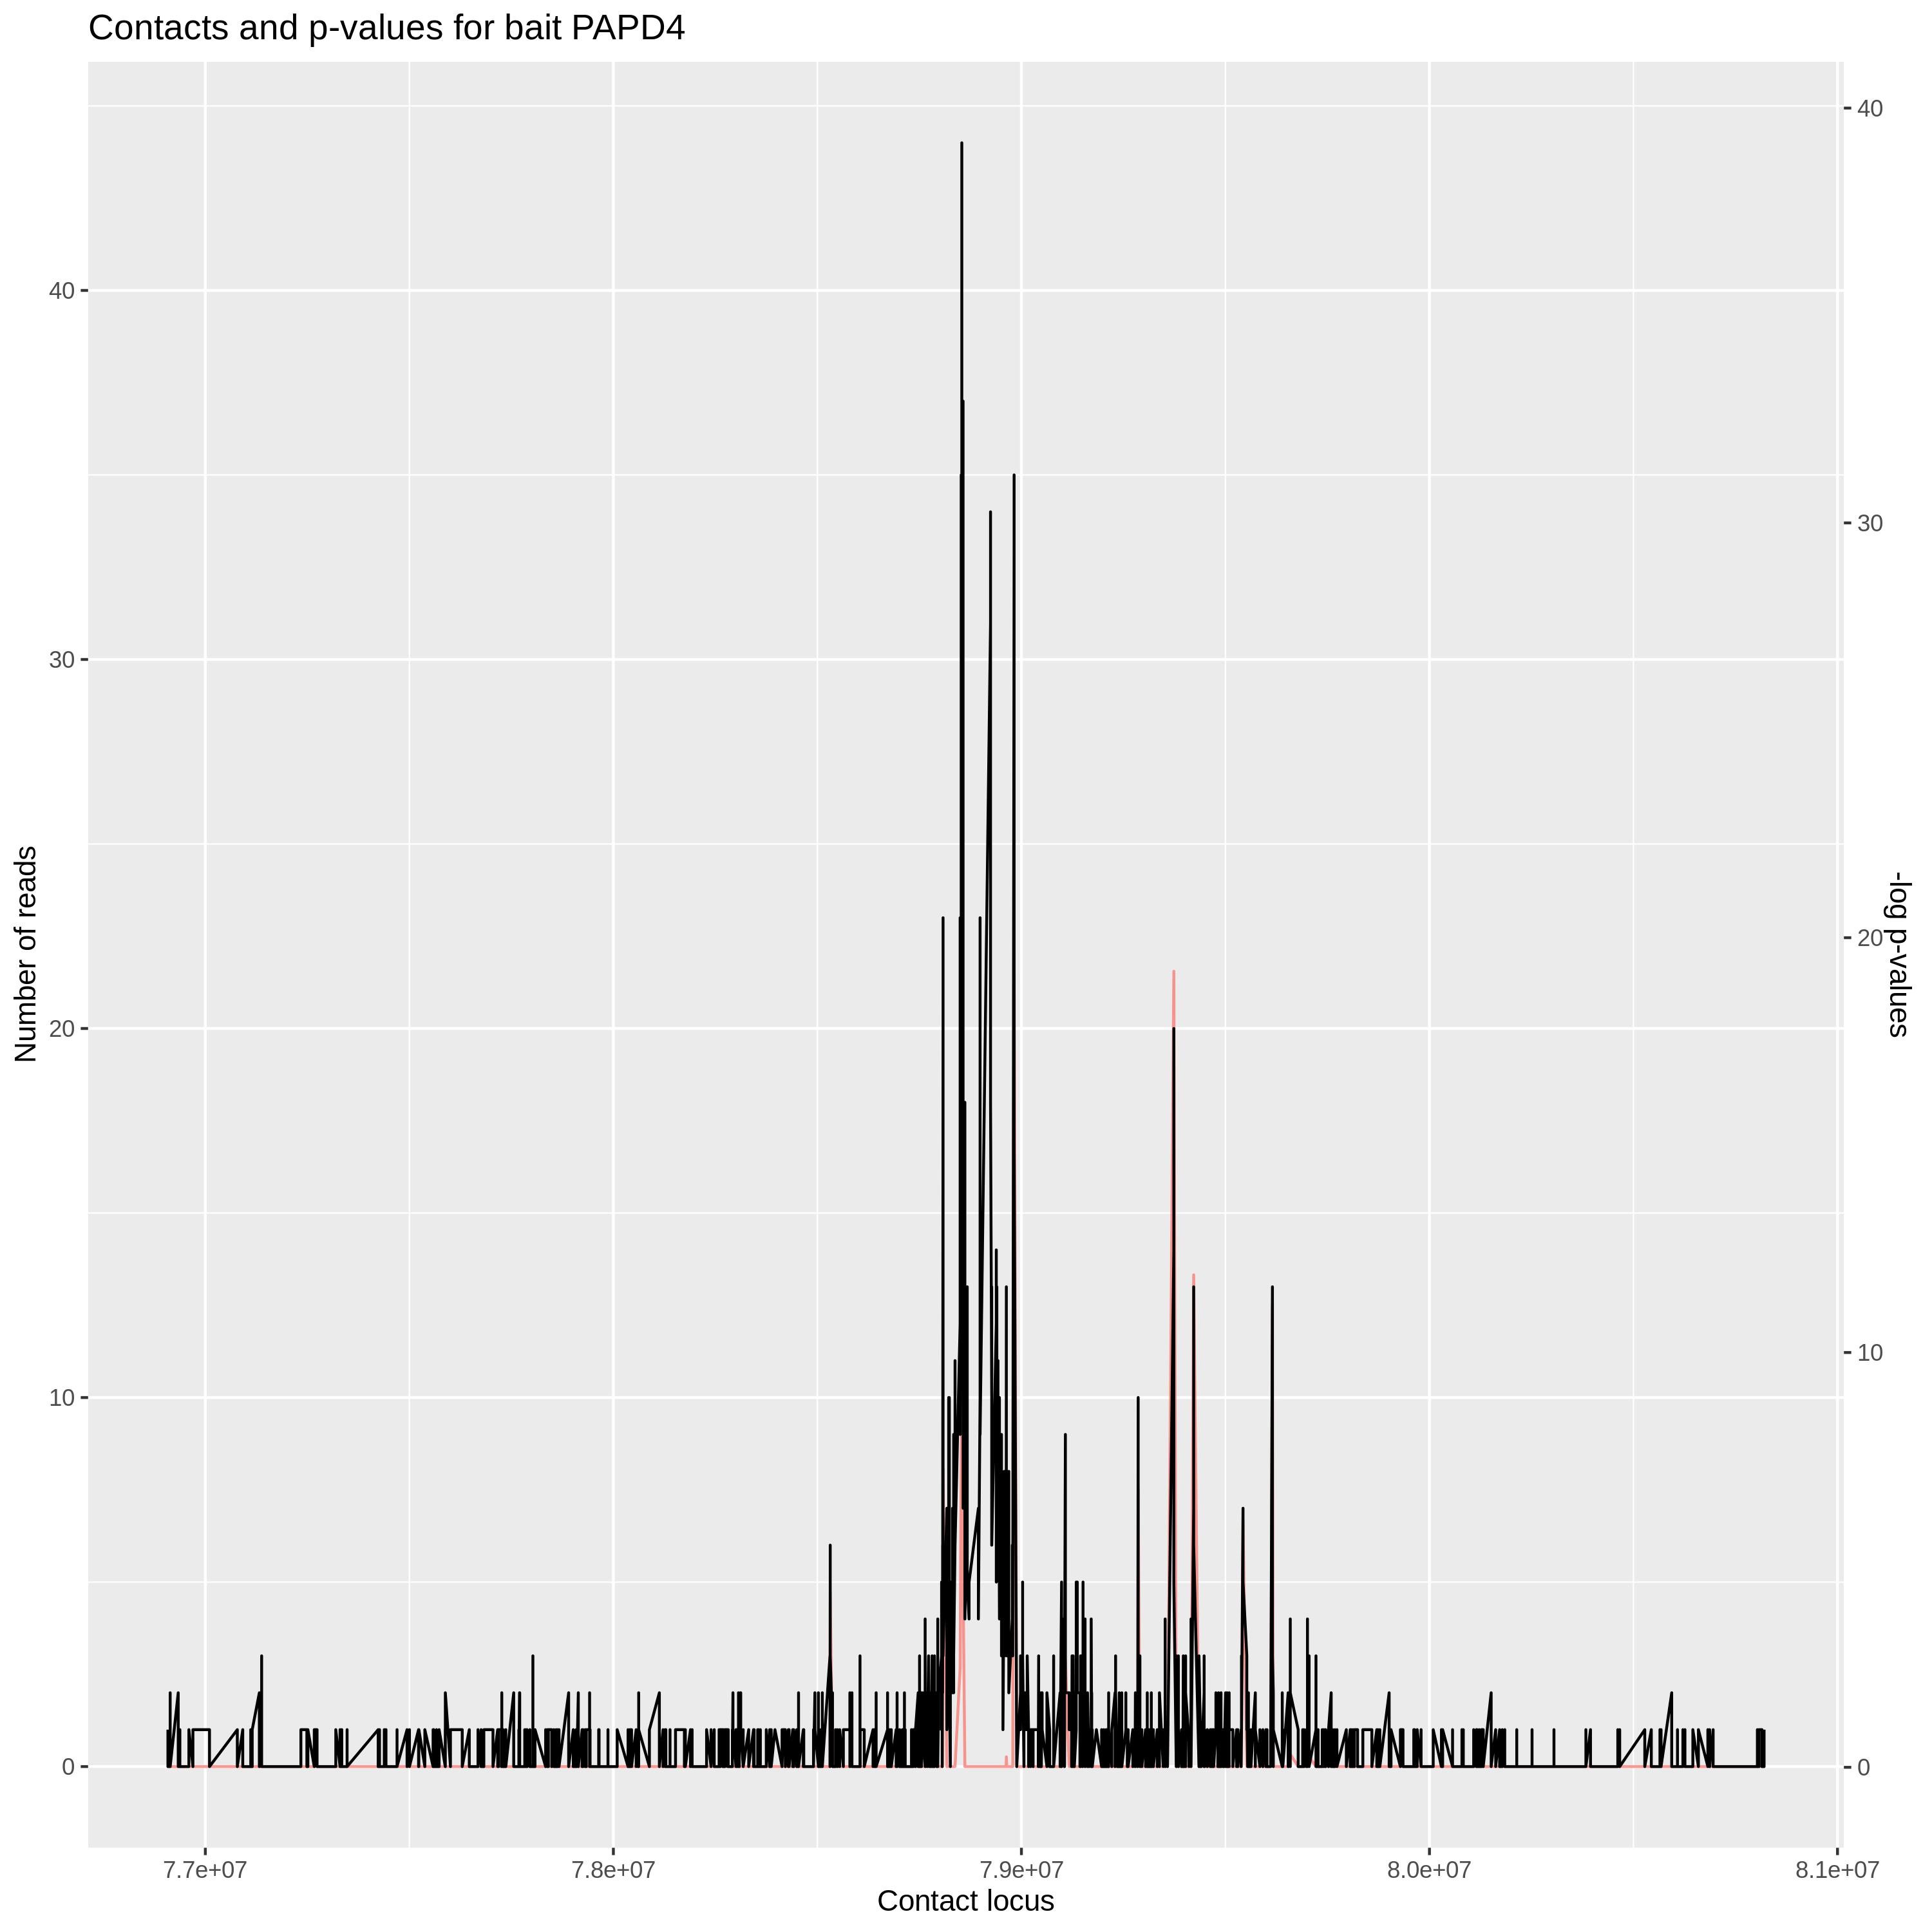 Contacts and p-values for bait PAPD4
40
30
20
10
0
Number of reads
40
30
20
10
0
-log p-values
7.7e+07 7.8e+07 7.9e+07 8.0e+07 8.1e+07
Contact locus